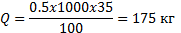 Q = 0.5x1000x35 / 100 = 175 кг